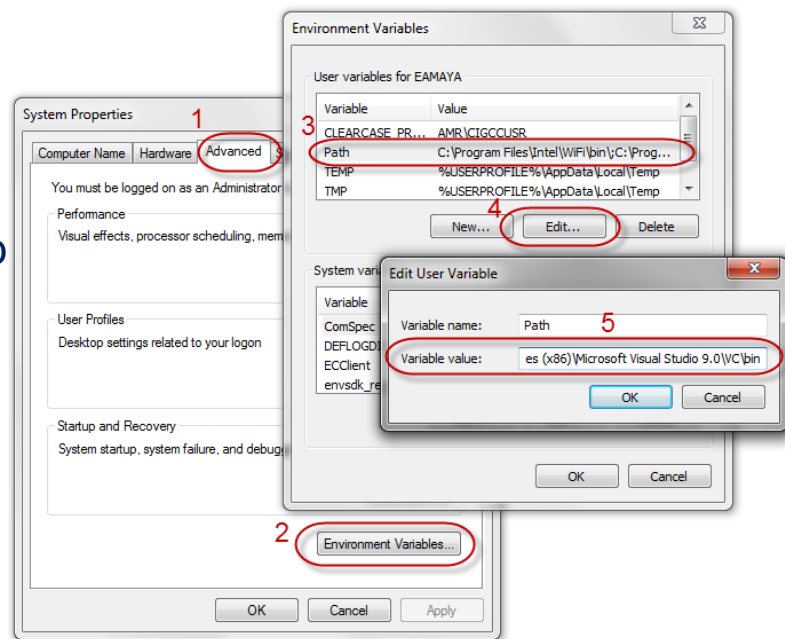 Environment Variables
User variables for EAMAYA
Variable Value
CLEARCASE_PR... AMR\CIGCCUSR
3
Path C:\Program Files\Intel\WiFi\bin\;C:\Prog...
TEMP %USERPROFILE%\AppData\Local\Temp
TMP %USERPROFILE%\AppData\Local\Temp
4
New... Edit... Delete
System vari
Variable
ComSpec
DEFLOGDI
ECClient
envsdk_re
OK Cancel
Edit User Variable
Variable name: Path
5
Variable value: es (x86)\Microsoft Visual Studio 9.0\VC\bin
OK Cancel
System Properties
1
Computer Name Hardware Advanced S
You must be logged on as an Administrator
Performance
Visual effects, processor scheduling, mem
User Profiles
Desktop settings related to your logon
Startup and Recovery
System startup, system failure, and debugg
2
Environment Variables...
OK Cancel Apply